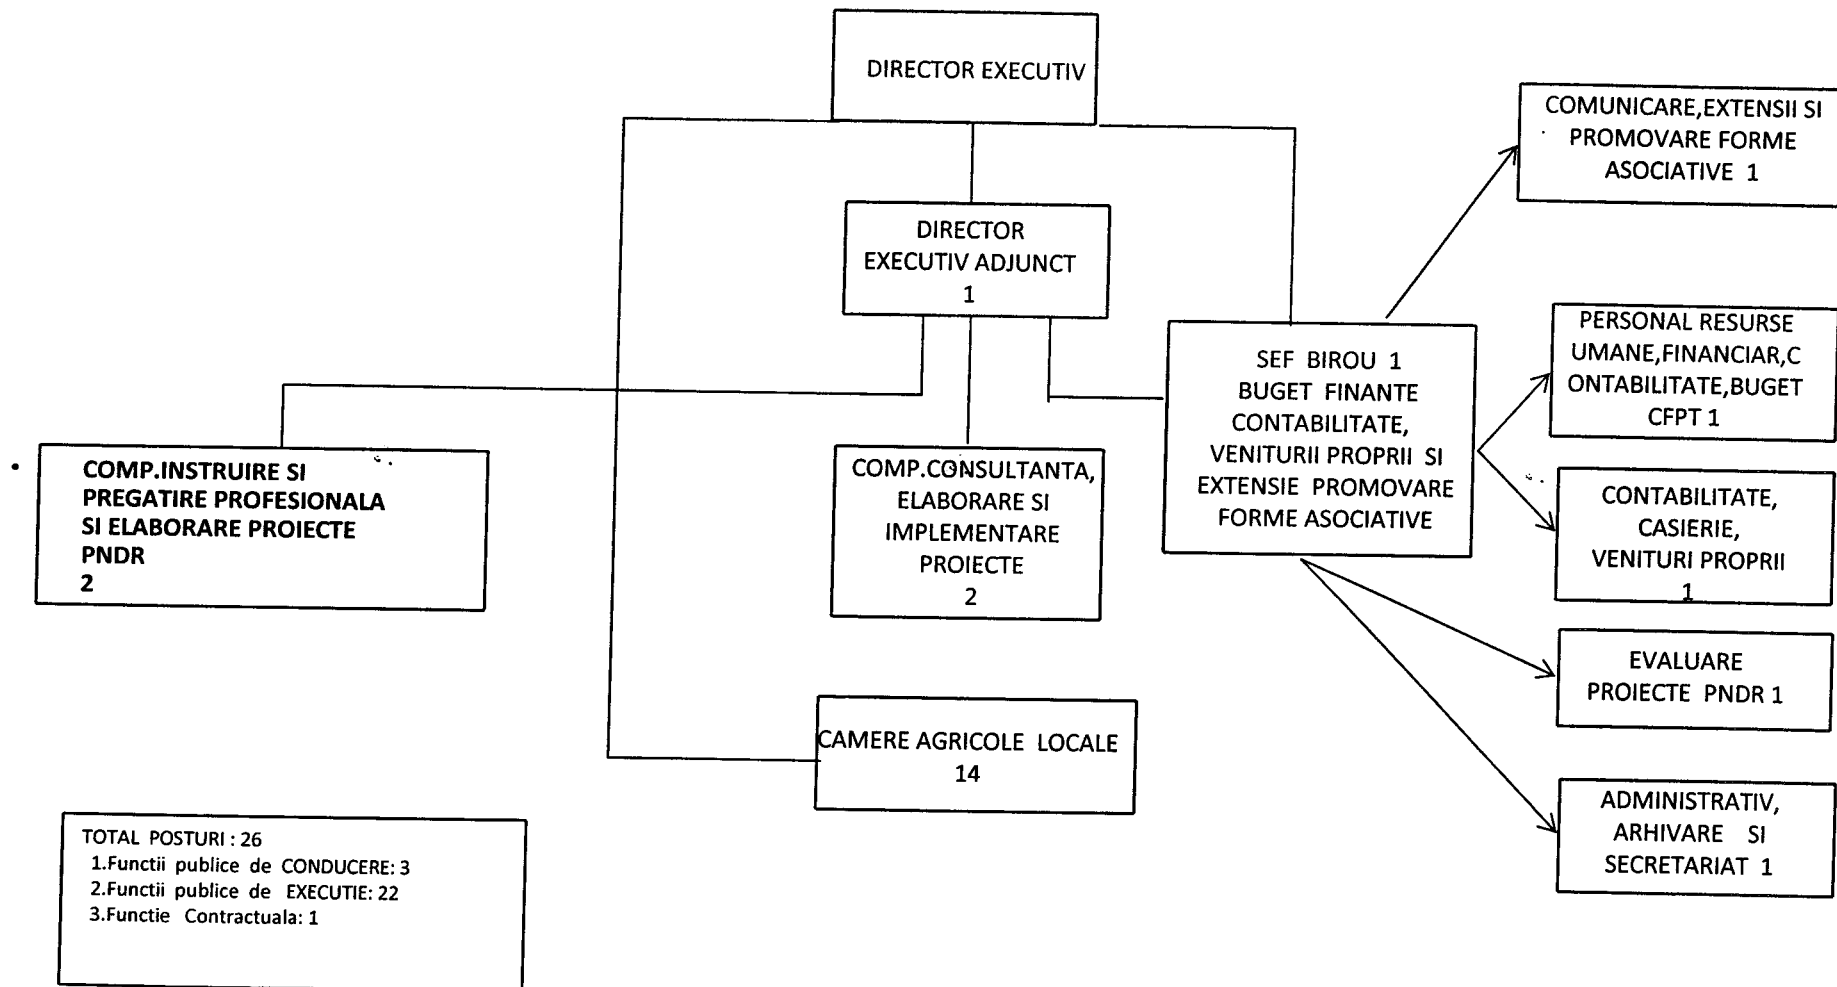 DIRECTOR EXECUTIV
COMUNICARE,EXTENSII SI
PROMOVARE FORME
ASOCIATIVE 1
DIRECTOR
EXECUTIV ADJUNCT
1
SEF BIROU 1
BUGET FINANTE
CONTABILITATE,
VENITURII PROPRII SI
EXTENSIE PROMOVARE
FORME ASOCIATIVE
PERSONAL RESURSE
UMANE,FINANCIAR,C
ONTABILITATE,BUGET
CFPT 1
COMP.INSTRUIRE SI
PREGATIRE PROFESIONALA
SI ELABORARE PROIECTE
PNDR
2
COMP.CONSULTANTA,
ELABORARE SI
IMPLEMENTARE
PROIECTE
2
CONTABILITATE,
CASIERIE,
VENITURI PROPRII
1
EVALUARE
PROIECTE PNDR 1
CAMERE AGRICOLE LOCALE
14
ADMINISTRATIV,
ARHIVARE SI
SECRETARIAT 1
TOTAL POSTURI : 26
1.Functii publice de CONDUCERE: 3
2.Functii publice de EXECUTIE: 22
3.Functie Contractuala: 1